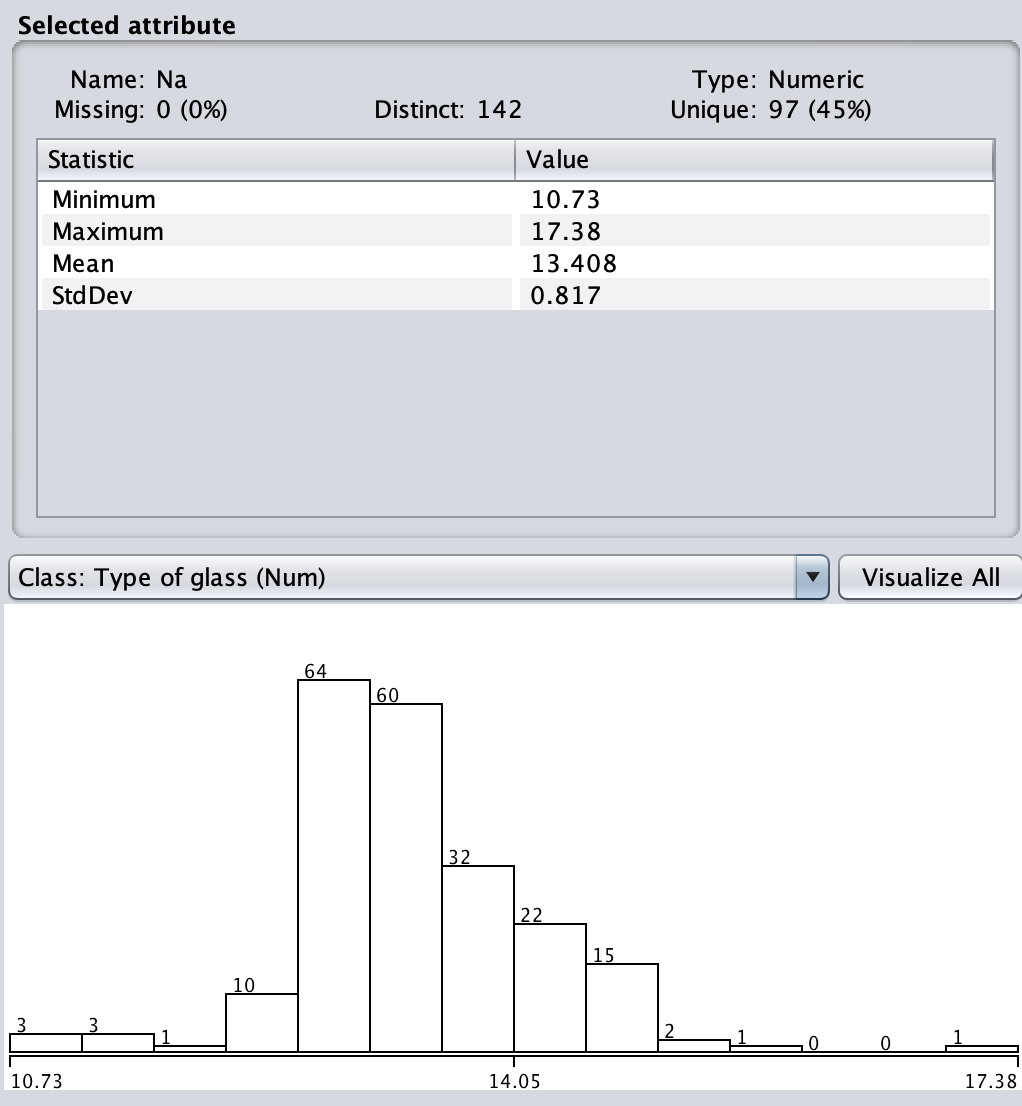 Selected attribute
Name: Na Type: Numeric
Missing: 0 (0%) Distinct: 142 Unique: 97 (45%)
Statistic Value
Minimum 10.73
Maximum 17.38
Mean 13.408
StdDev 0.817
Class: Type of glass (Num) Visualize All
64
60
32
22
15
10
3 3 1 2 1 0 0 1
10.73 14.05 17.38